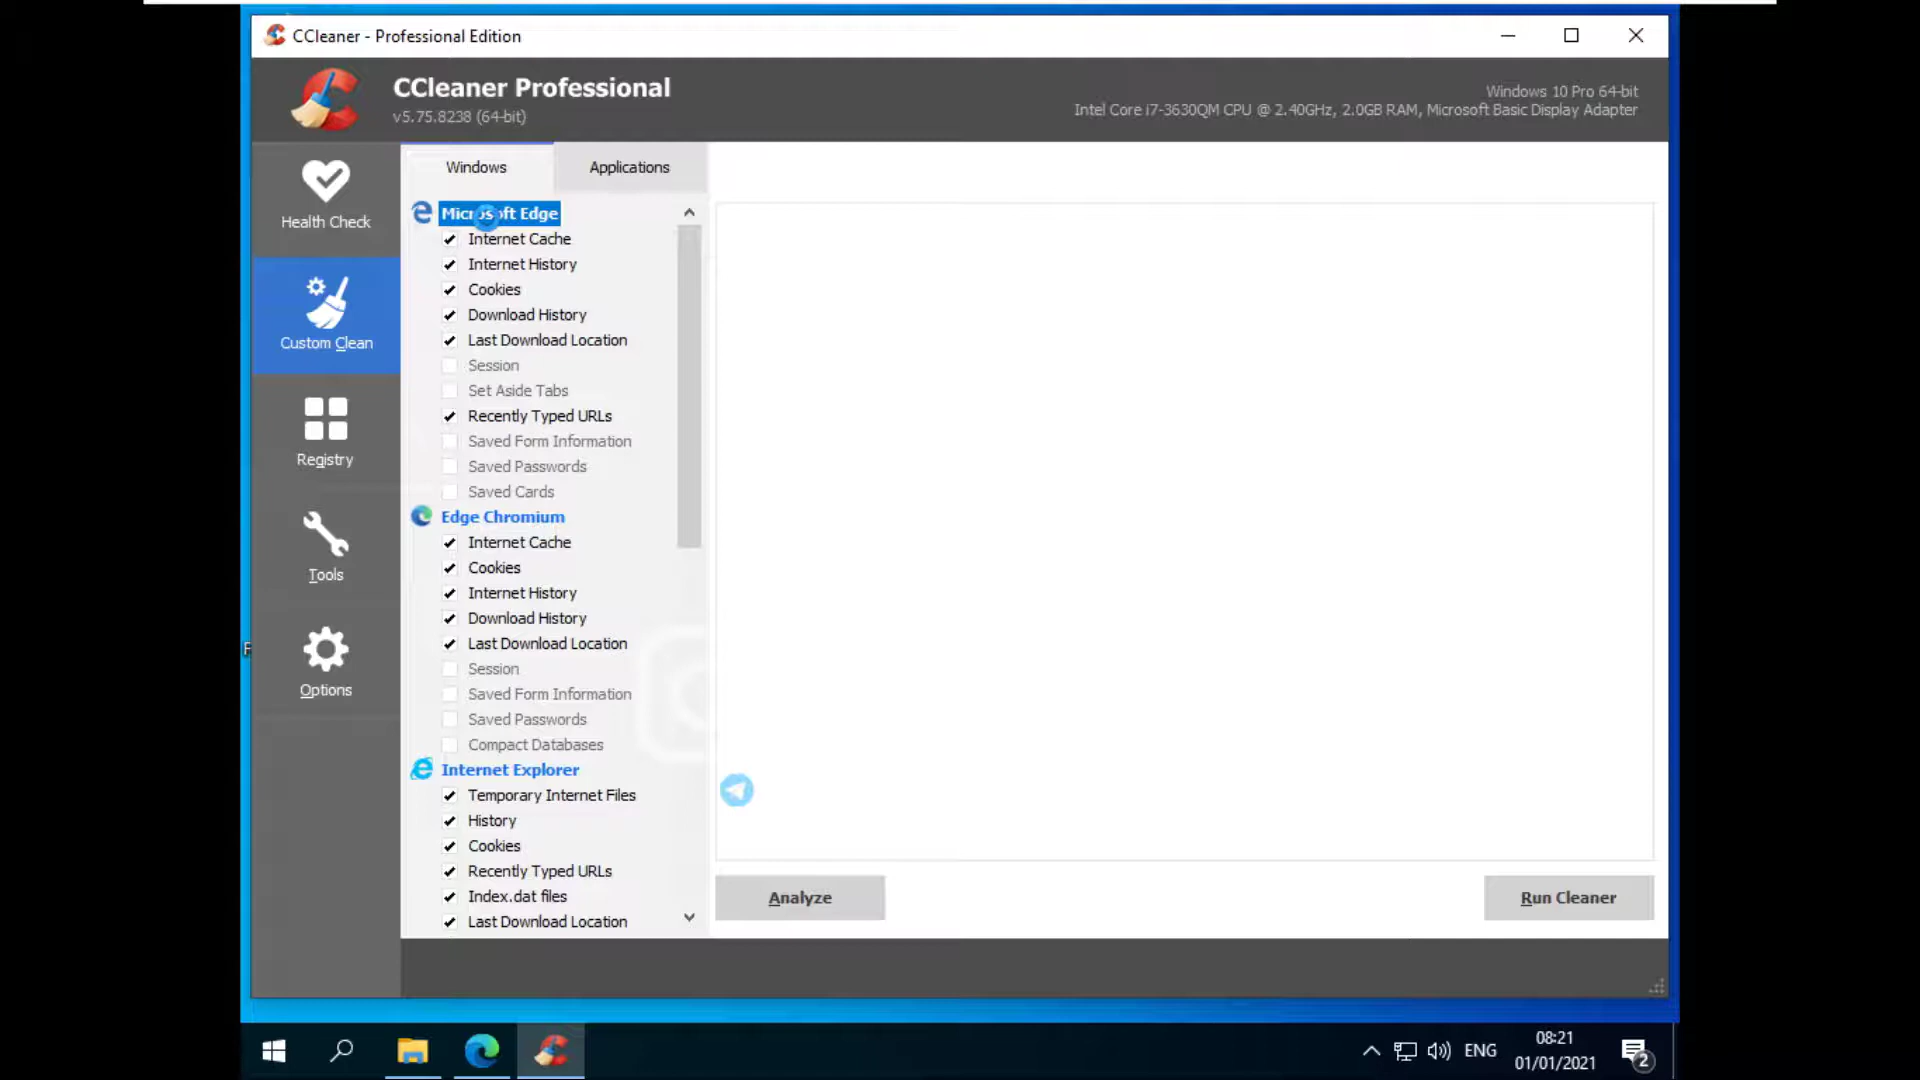 CCleaner - Professional Edition
CCleaner Professional
v5.75.8238 (64-bit)
Windows 10 Pro 64-bit
Intel Core i7-3630QM CPU @ 2.40GHz, 2.0GB RAM, Microsoft Basic Display Adapter
Health Check
Custom Clean
Registry
Tools
Options
Windows
Applications
Microsoft Edge
Internet Cache
Internet History
Cookies
Download History
Last Download Location
Session
Set Aside Tabs
Recently Typed URLs
Saved Form Information
Saved Passwords
Saved Cards
Edge Chromium
Internet Cache
Cookies
Internet History
Download History
Last Download Location
Session
Saved Form Information
Saved Passwords
Compact Databases
Internet Explorer
Temporary Internet Files
History
Cookies
Recently Typed URLs
Index.dat files
Last Download Location
Analyze
Run Cleaner
ENG
08:21
01/01/2021
2